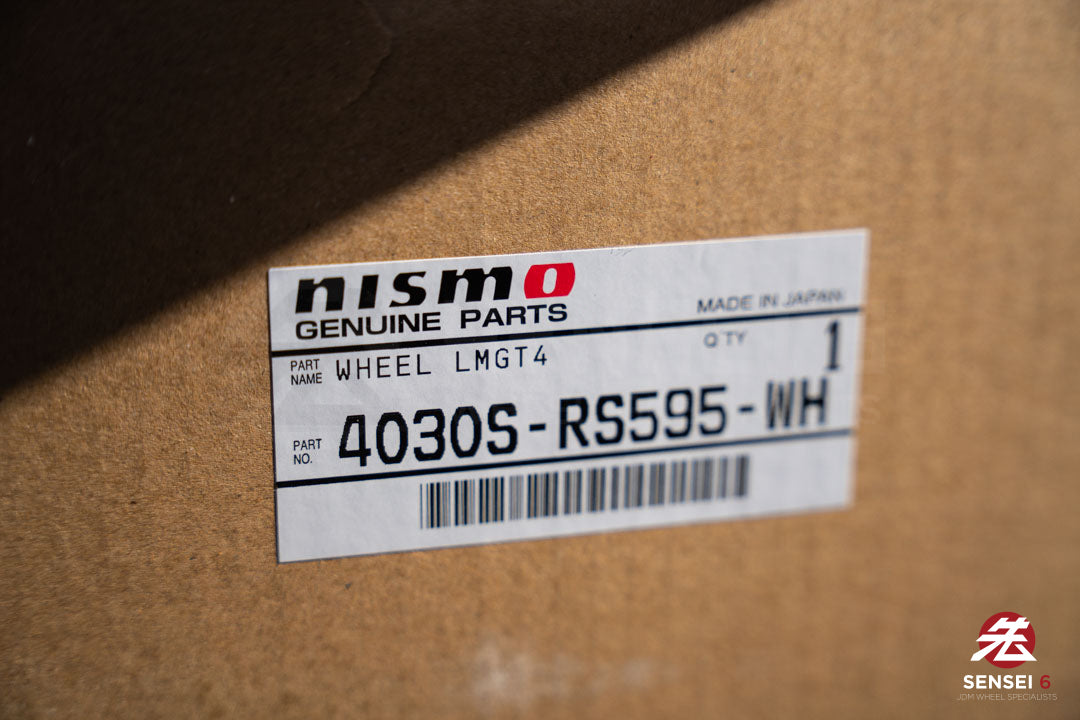 nismo
GENUINE PARTS
MADE IN JAPAN
PART NAME WHEEL LMGT4
Q'TY 1
PART NO. 4030S-RS595-WH
SENSEI 6
JDM WHEEL SPECIALISTS